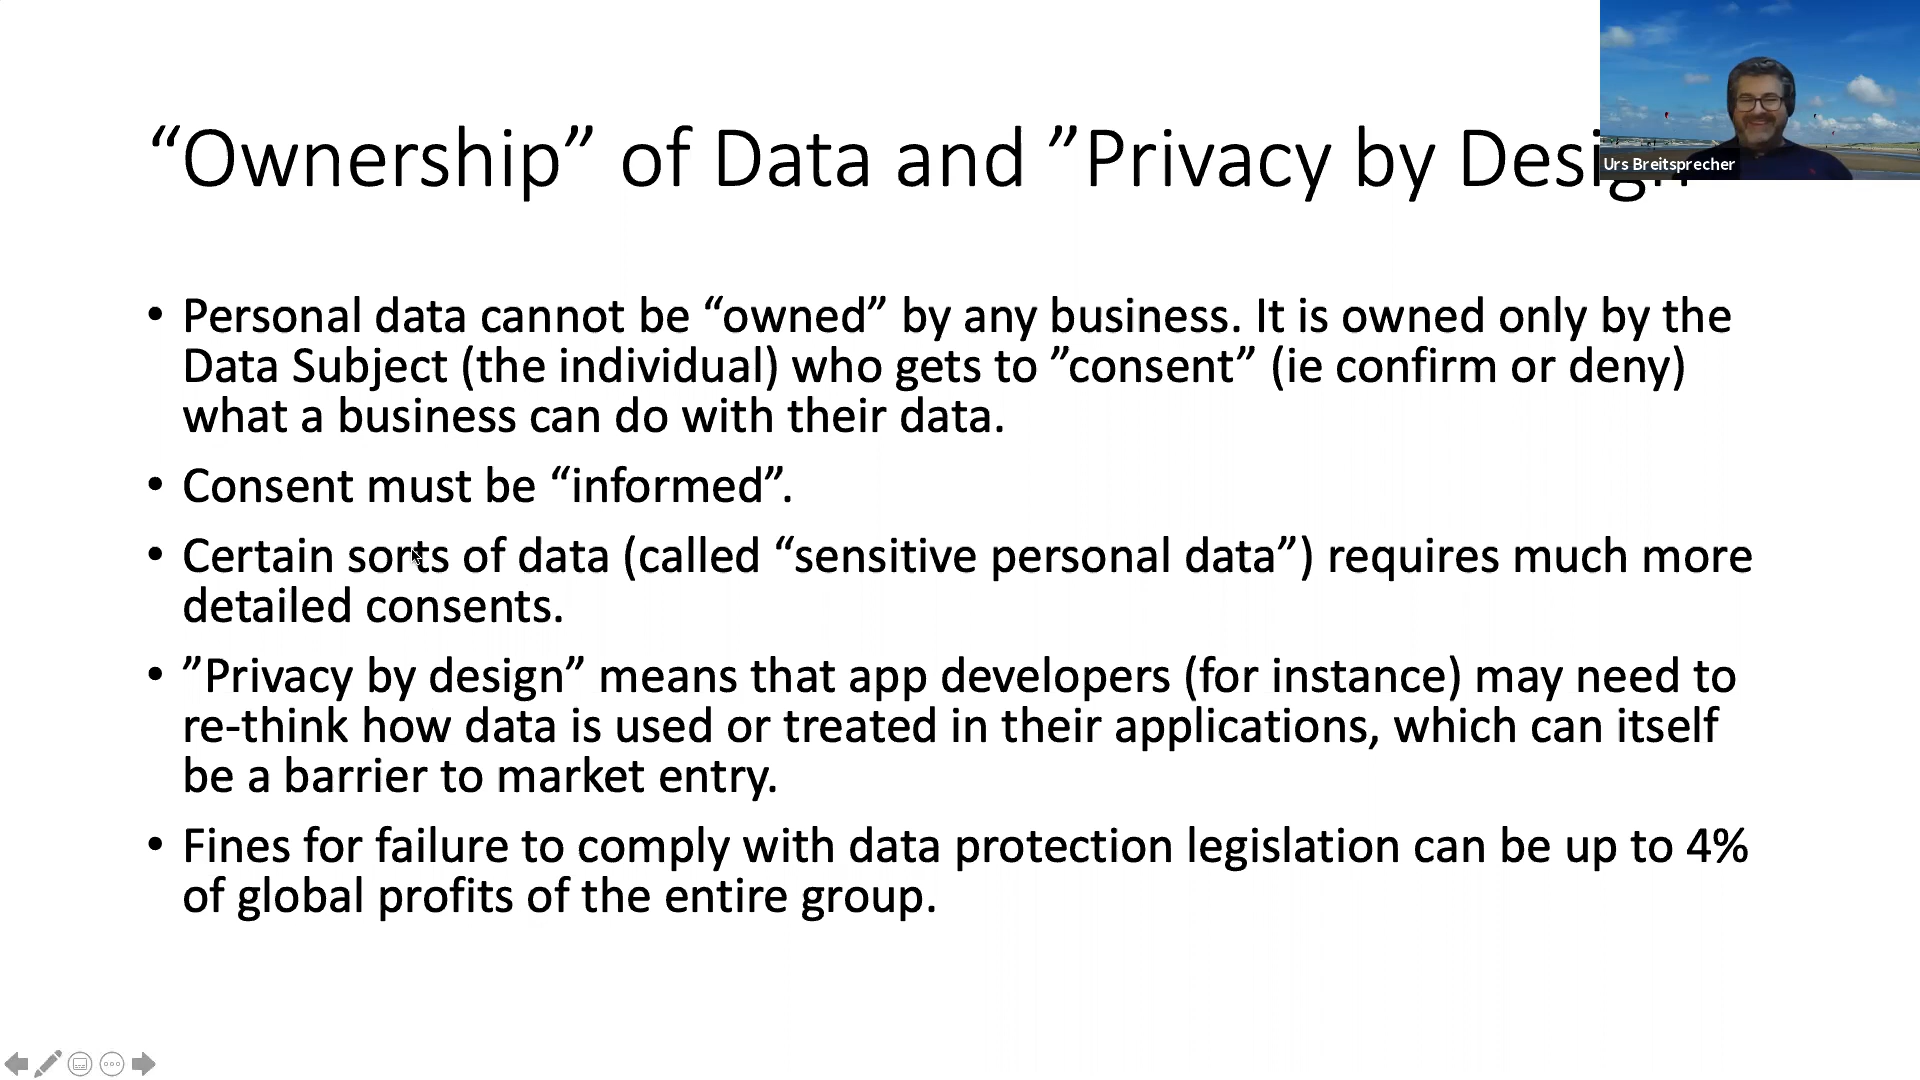 “Ownership” of Data and ”Privacy by Design
Urs Breitsprecher
• Personal data cannot be “owned” by any business. It is owned only by the
Data Subject (the individual) who gets to ”consent” (ie confirm or deny)
what a business can do with their data.
• Consent must be “informed”.
• Certain sorts of data (called “sensitive personal data”) requires much more
detailed consents.
• ”Privacy by design” means that app developers (for instance) may need to
re-think how data is used or treated in their applications, which can itself
be a barrier to market entry.
• Fines for failure to comply with data protection legislation can be up to 4%
of global profits of the entire group.